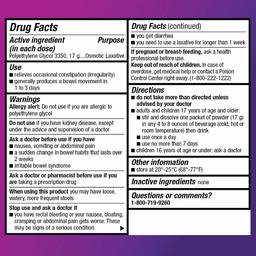 Drug Facts
Active ingredient Purpose
(in each dose)
Polyethylene Glycol 3350, 17 g....Osmotic Laxative
Use
■ relieves occasional constipation (irregularity)
■ generally produces a bowel movement in
1 to 3 days
Warnings
Allergy alert: Do not use if you are allergic to
polyethylene glycol
Do not use if you have kidney disease, except
under the advice and supervision of a doctor
Ask a doctor before use if you have
■ nausea, vomiting or abdominal pain
■ a sudden change in bowel habits that lasts over
2 weeks
■ irritable bowel syndrome
Ask a doctor or pharmacist before use if you
are taking a prescription drug
When using this product you may have loose,
watery, more frequent stools
Stop use and ask a doctor if
■ you have rectal bleeding or your nausea, bloating,
cramping or abdominal pain gets worse. These
may be signs of a serious condition.
Drug Facts (continued)
■ you get diarrhea
■ you need to use a laxative for longer than 1 week
If pregnant or breast-feeding, ask a health
professional before use.
Keep out of reach of children. In case of
overdose, get medical help or contact a Poison
Control Center right away. (1-800-222-1222)
Directions
■ do not take more than directed unless
advised by your doctor
■ adults and children 17 years of age and older:
■ stir and dissolve one packet of powder (17 g)
in any 4 to 8 ounces of beverage (cold, hot or
room temperature) then drink
■ use once a day
■ use no more than 7 days
■ children 16 years of age or under: ask a doctor
Other information
■ store at 20°-25°C (68°-77°F)
Inactive ingredients none
Questions or comments?
1-800-719-9260